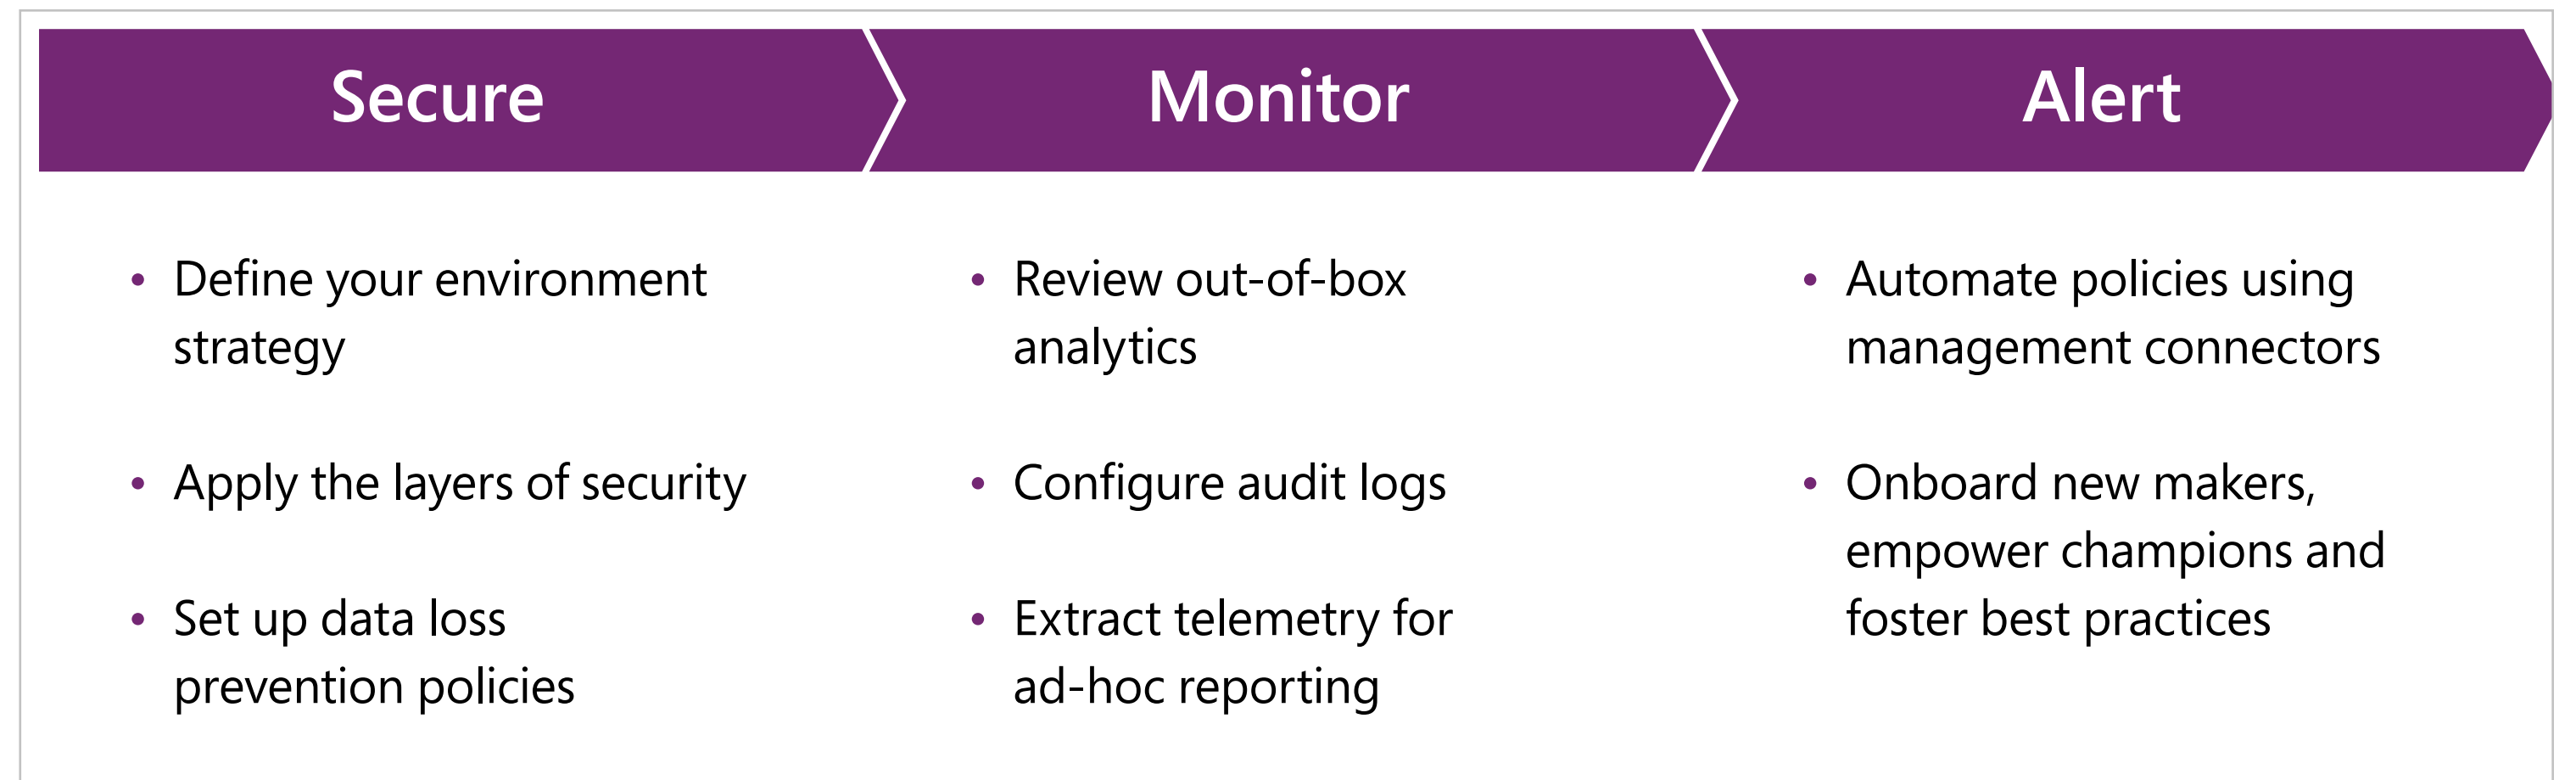 Secure
Monitor
Alert
• Define your environment
strategy
• Apply the layers of security
• Set up data loss
prevention policies
• Review out-of-box
analytics
• Configure audit logs
• Extract telemetry for
ad-hoc reporting
• Automate policies using
management connectors
• Onboard new makers,
empower champions and
foster best practices